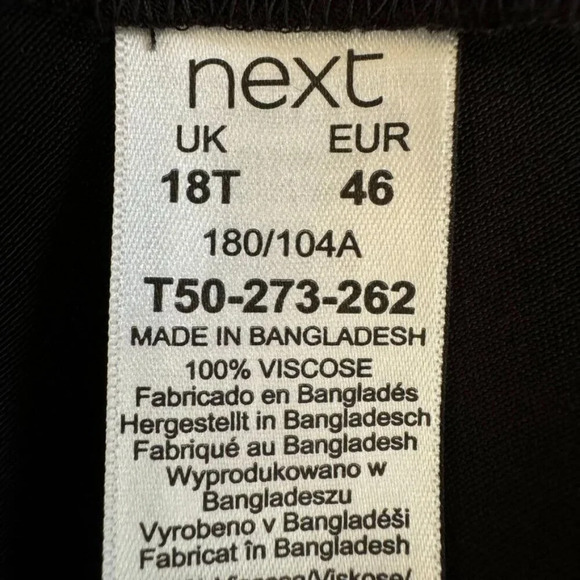 next
UK EUR
18T 46
180/104A
T50-273-262
MADE IN BANGLADESH
100% VISCOSE
Fabricado en Bangladés
Hergestellt in Bangladesch
Fabriqué au Bangladesh
Wyprodukowano w
Bangladeszu
Vyrobeno v Bangladéši
Fabricat în Bangladesh